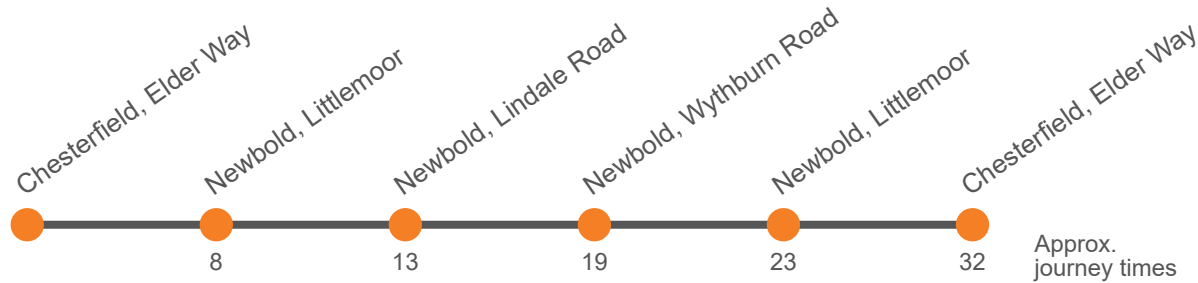 Chesterfield, Elder Way
Newbold, Littlemoor
Newbold, Lindale Road
Newbold, Wythburn Road
Newbold, Littlemoor
Chesterfield, Elder Way
8
13
19
23
32
Approx.
journey times